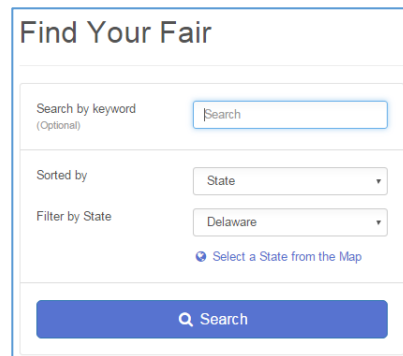 Find Your Fair
Search by keyword
(Optional)
Search
Sorted by
State
Filter by State
Delaware
Select a State from the Map
Search